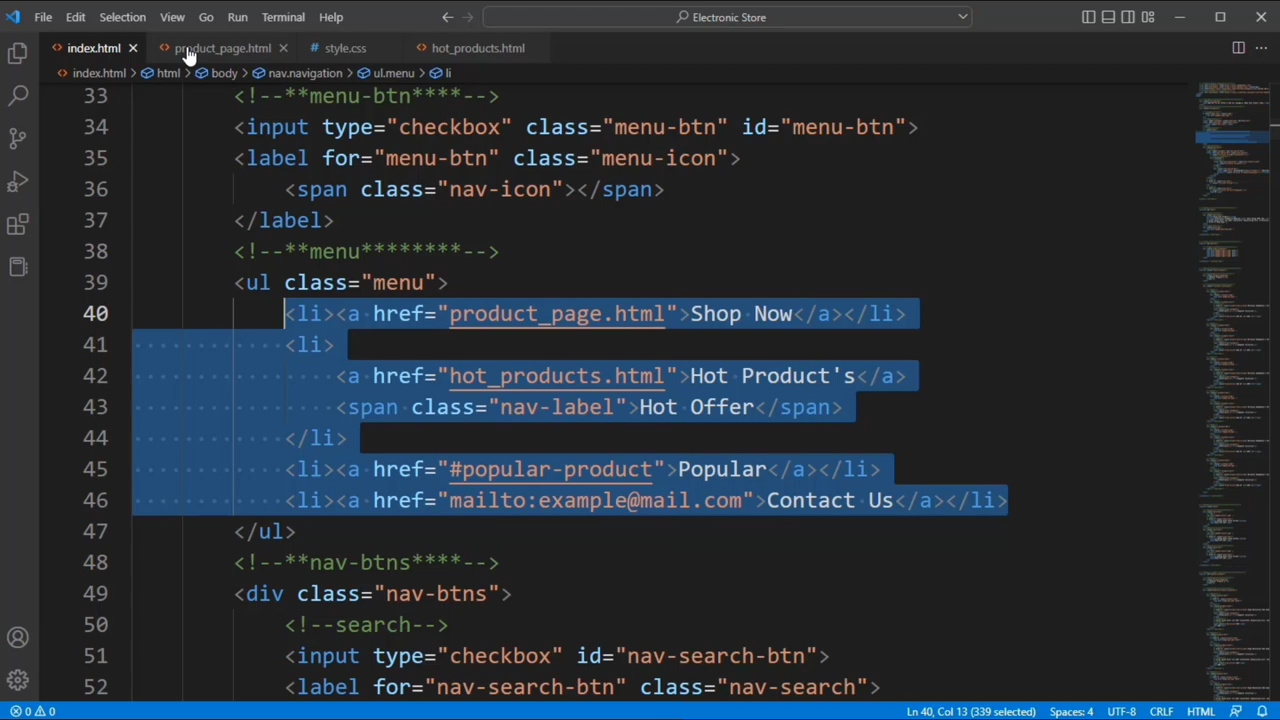 File Edit Selection View Go Run Terminal Help
Electronic Store
index.html product_page.html style.css hot_products.html
index.html > html > body > nav.navigation > ul.menu > li
33 <!--**menu-btn****-->
34 <input type="checkbox" class="menu-btn" id="menu-btn">
35 <label for="menu-btn" class="menu-icon">
36 <span class="nav-icon"></span>
37 </label>
38 <!--**menu********-->
39 <ul class="menu">
40 <li><a href="product_page.html">Shop Now</a></li>
41 <li>
42 <a href="hot_products.html">Hot Product's</a>
43 <span class="nav-label">Hot Offer</span>
44 </li>
45 <li><a href="#popular-product">Popular</a></li>
46 <li><a href="mailto:example@mail.com">Contact Us</a></li>
47 </ul>
48 <!--**nav-btns****-->
49 <div class="nav-btns">
50 <!--search-->
51 <input type="checkbox" id="nav-search-btn">
52 <label for="nav-search-btn" class="nav-search">
0 0 Ln 40, Col 13 (339 selected) Spaces: 4 UTF-8 CRLF HTML